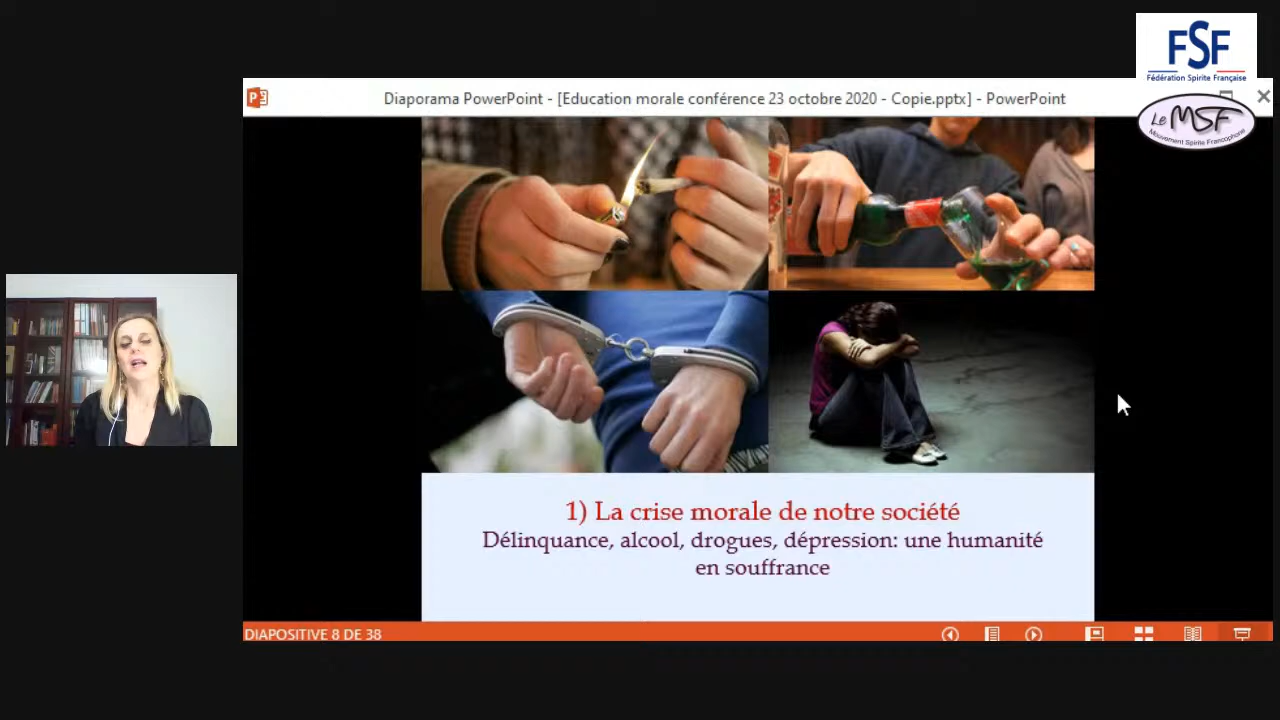 FSF
Fédération Spirite Française
Diaporama PowerPoint - [Education morale conférence 23 octobre 2020 - Copie.pptx] - PowerPoint
Le MSF
Mouvement Spirite Francophone
1) La crise morale de notre société
Délinquance, alcool, drogues, dépression: une humanité
en souffrance
DIAPOSITIVE 8 DE 38